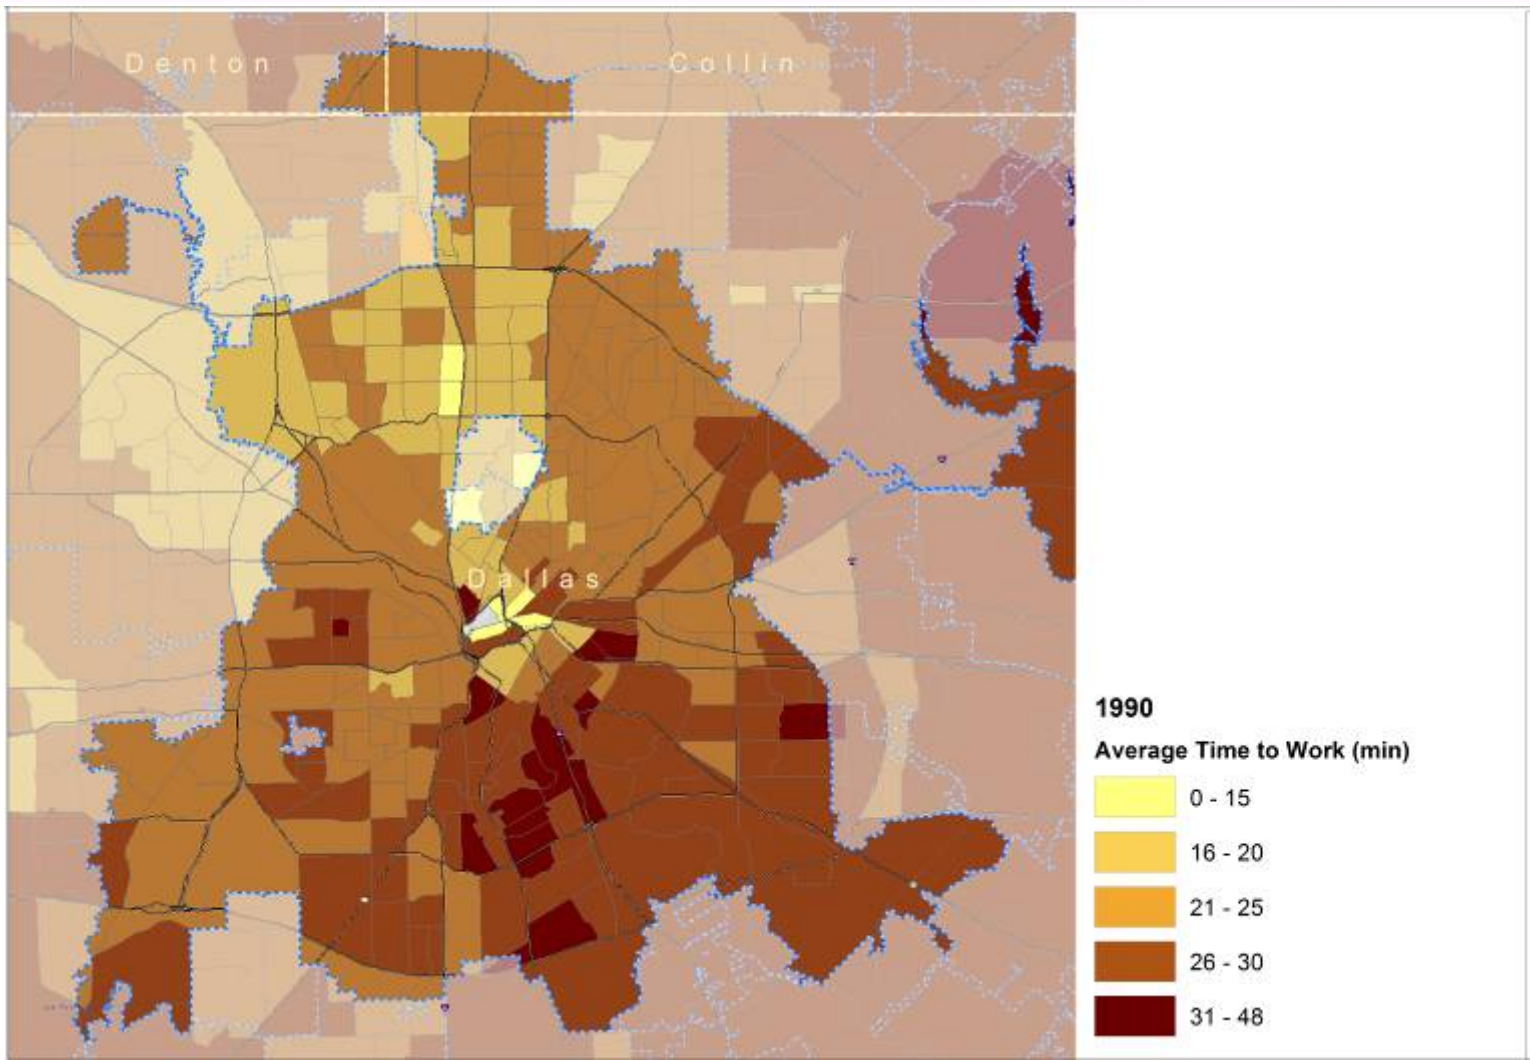 Denton
Collin
Dallas
1990
Average Time to Work (min)
0 - 15
16 - 20
21 - 25
26 - 30
31 - 48